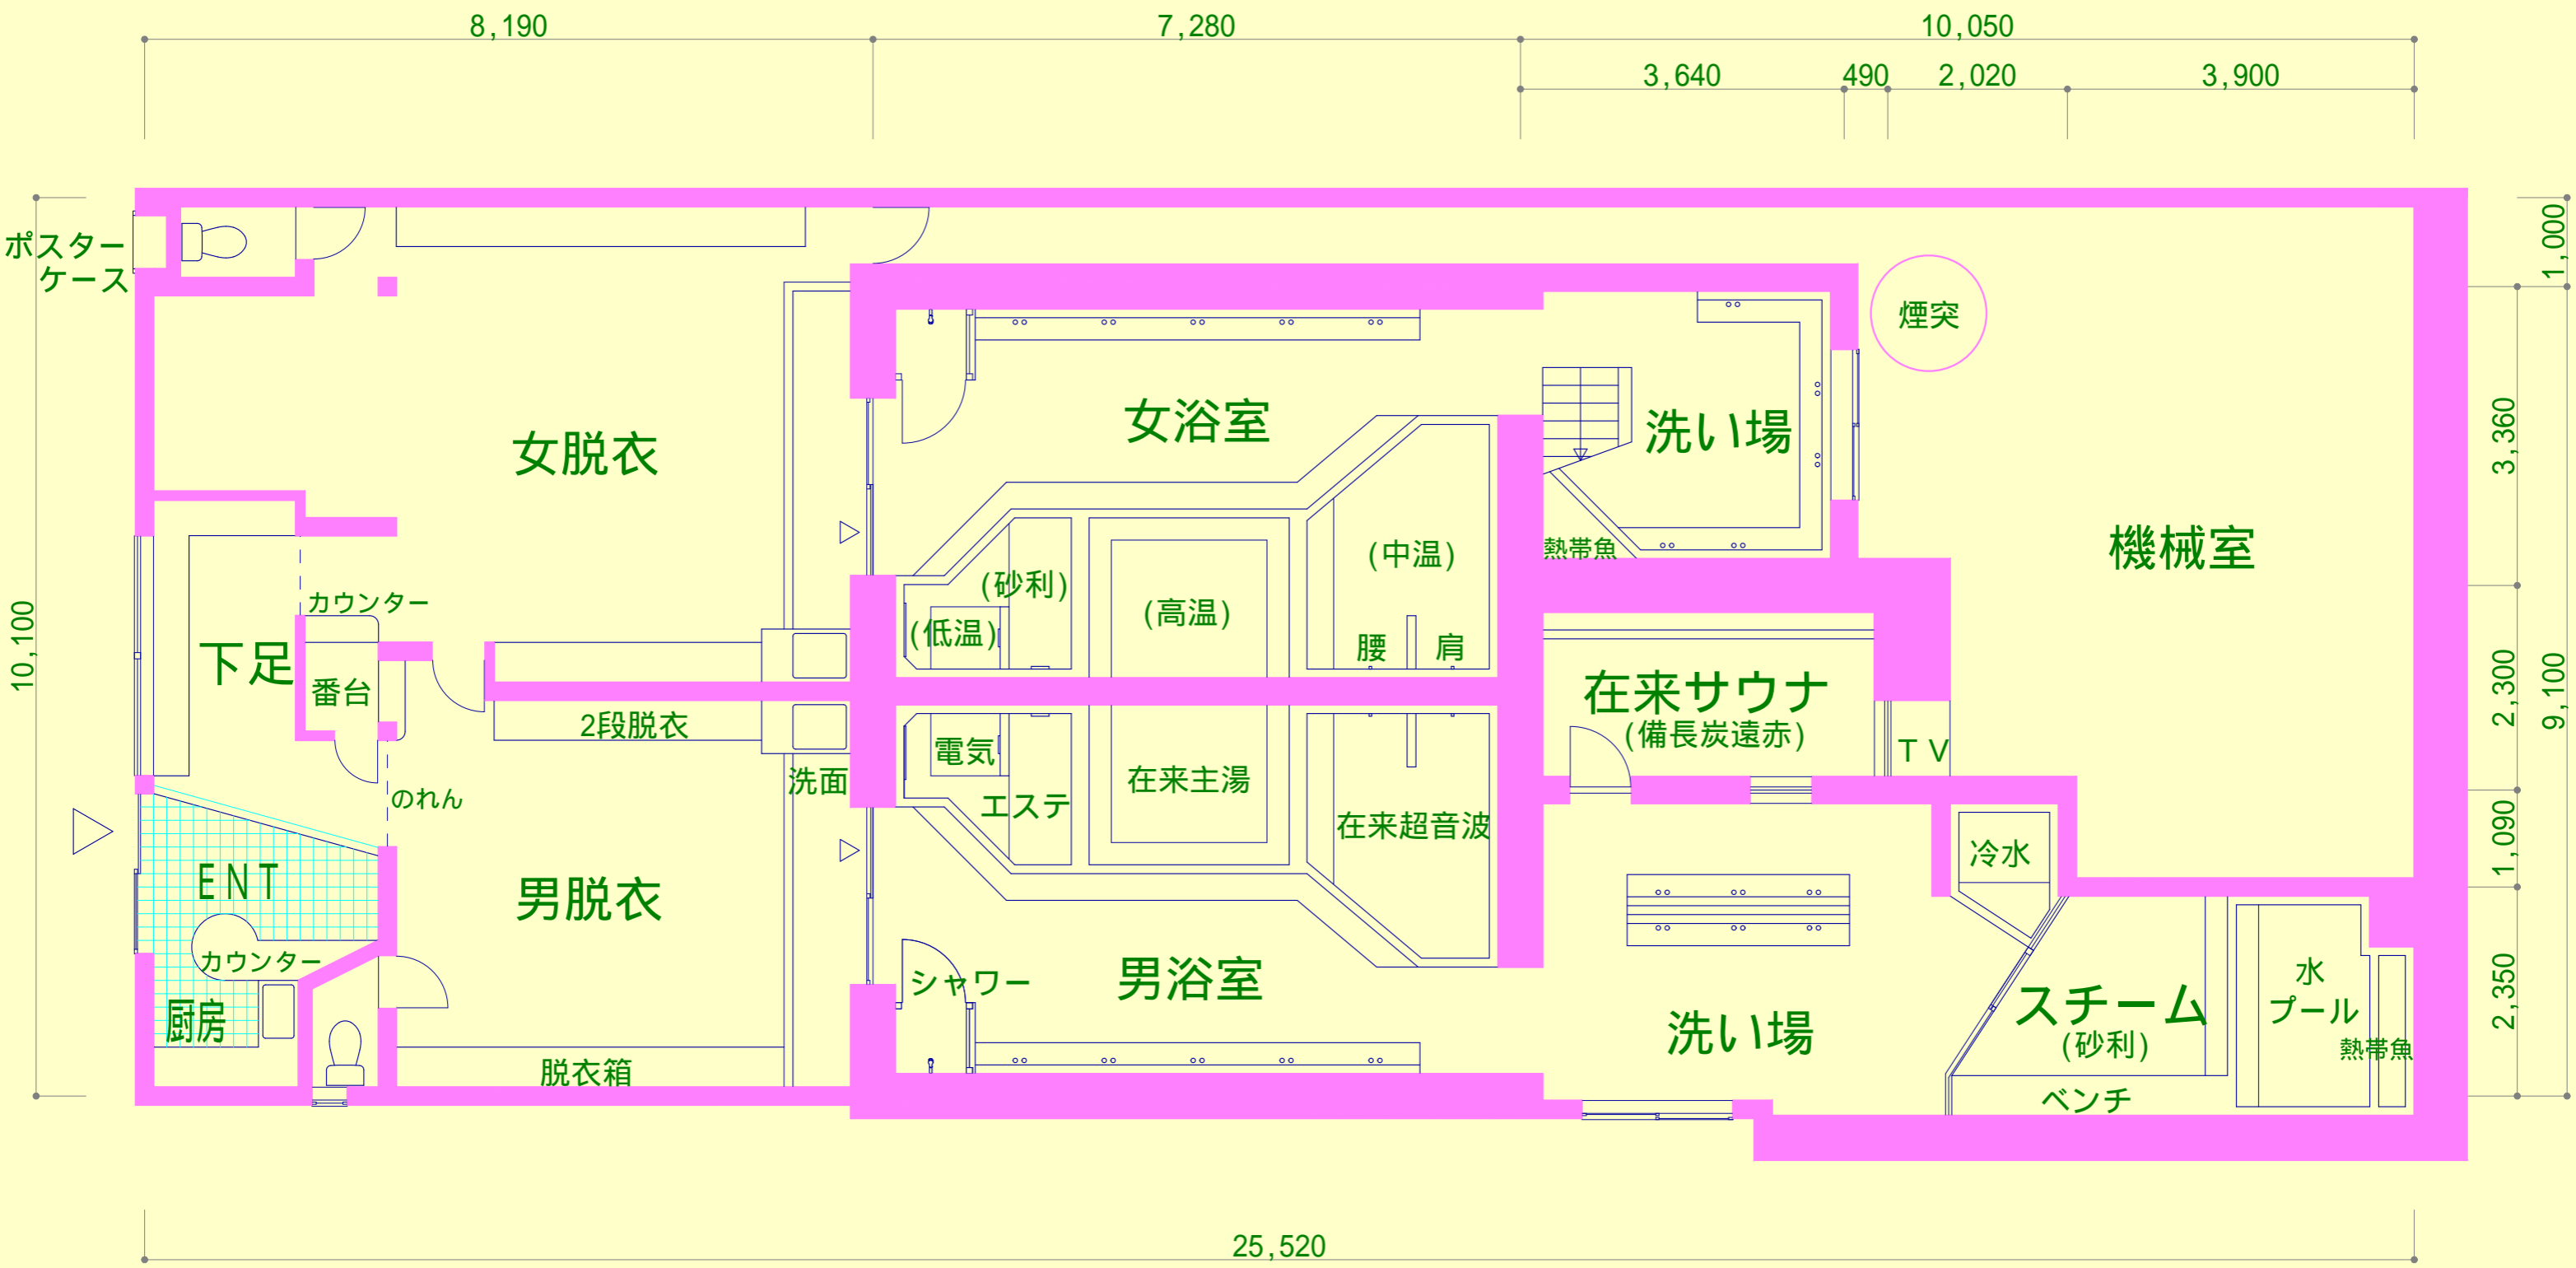 8,190
7,280
10,050
3,640
490
2,020
3,900
ポスター
ケース
1,000
煙突
女脱衣
女浴室
洗い場
3,360
機械室
熱帯魚
(中温)
(砂利)
(高温)
(低温)
カウンター
10,100
下足
番台
腰
肩
在来サウナ
(備長炭遠赤)
2,300
9,100
2段脱衣
電気
在来主湯
洗面
エステ
在来超音波
TV
のれん
冷水
1,090
ENT
男脱衣
カウンター
シャワー
男浴室
水
プール
2,350
厨房
洗い場
スチーム
(砂利)
熱帯魚
脱衣箱
ベンチ
25,520